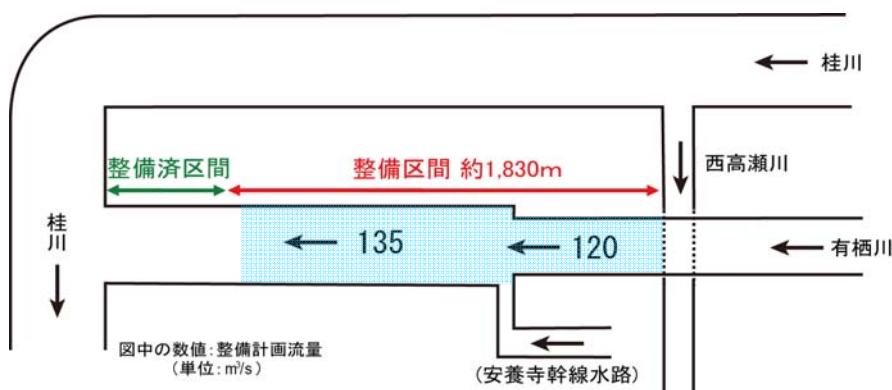 桂川
整備済区間
整備区間 約1,830m
西高瀬川
桂川
135
120
有栖川
図中の数値:整備計画流量
(単位:m³/s)
(安養寺幹線水路)